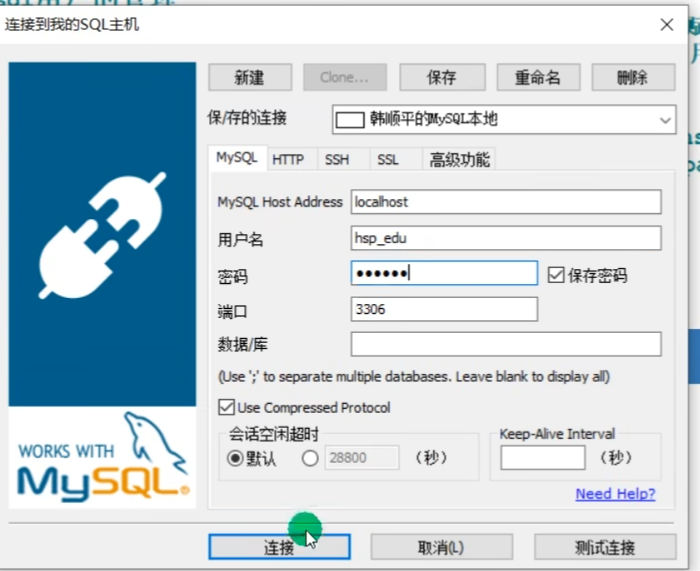 连接到我的SQL主机
新建 Clone... 保存 重命名 删除
保/存的连接 韩顺平的MySQL本地
MySQL HTTP SSH SSL 高级功能
MySQL Host Address localhost
用户名 hsp_edu
密码 ●●●●●● 保存密码
端口 3306
数据/库
(Use ';' to separate multiple databases. Leave blank to display all)
Use Compressed Protocol
会话空闲超时 Keep-Alive Interval
默认 28800 (秒) (秒)
WORKS WITH
MySQL®
Need Help?
连接 取消(L) 测试连接